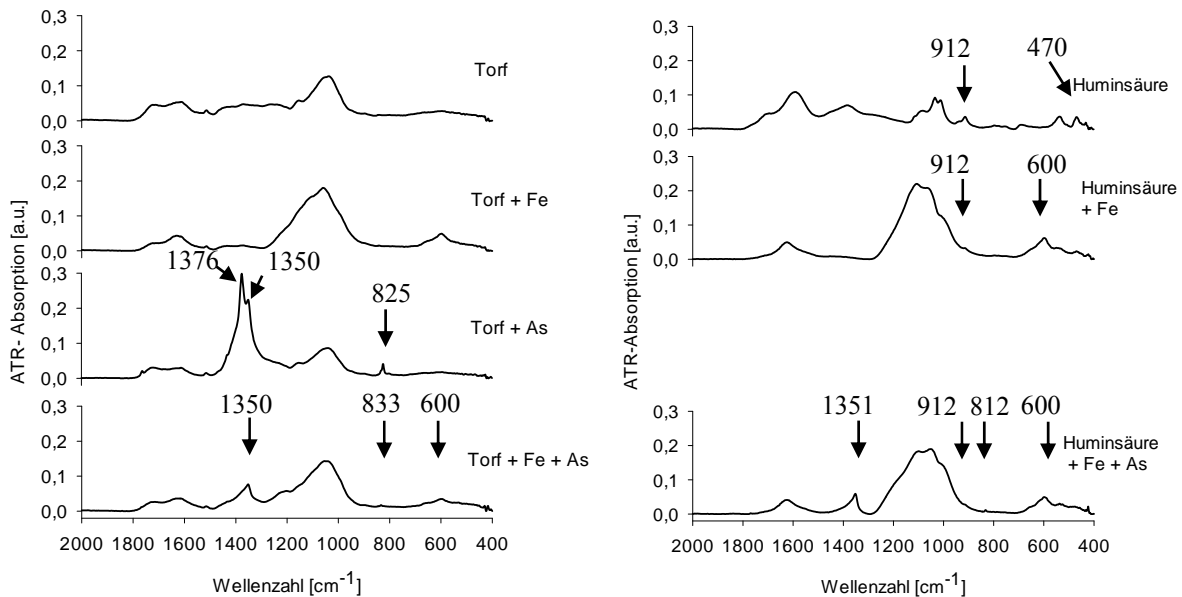 ATR- Absorption [a.u.]
0,3
0,2
0,1
0,0
Torf
0,3
0,2
0,1
0,0
Torf + Fe
1376
1350
825
0,3
0,2
0,1
0,0
Torf + As
1350
833
600
0,3
0,2
0,1
0,0
Torf + Fe + As
2000 1800 1600 1400 1200 1000 800 600 400
Wellenzahl [cm-1]
ATR-Absorption [a.u.]
0,3
0,2
0,1
0,0
912
470
Huminsäure
0,3
0,2
0,1
0,0
912
600
Huminsäure
+ Fe
0,3
0,2
0,1
0,0
1351
912
812
600
Huminsäure
+ Fe + As
2000 1800 1600 1400 1200 1000 800 600 400
Wellenzahl [cm-1]